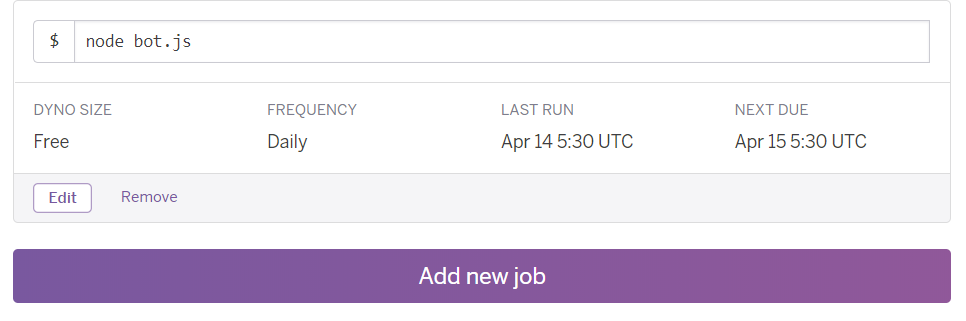 $ node bot.js
DYNO SIZE FREQUENCY LAST RUN NEXT DUE
Free Daily Apr 14 5:30 UTC Apr 15 5:30 UTC
Edit Remove
Add new job